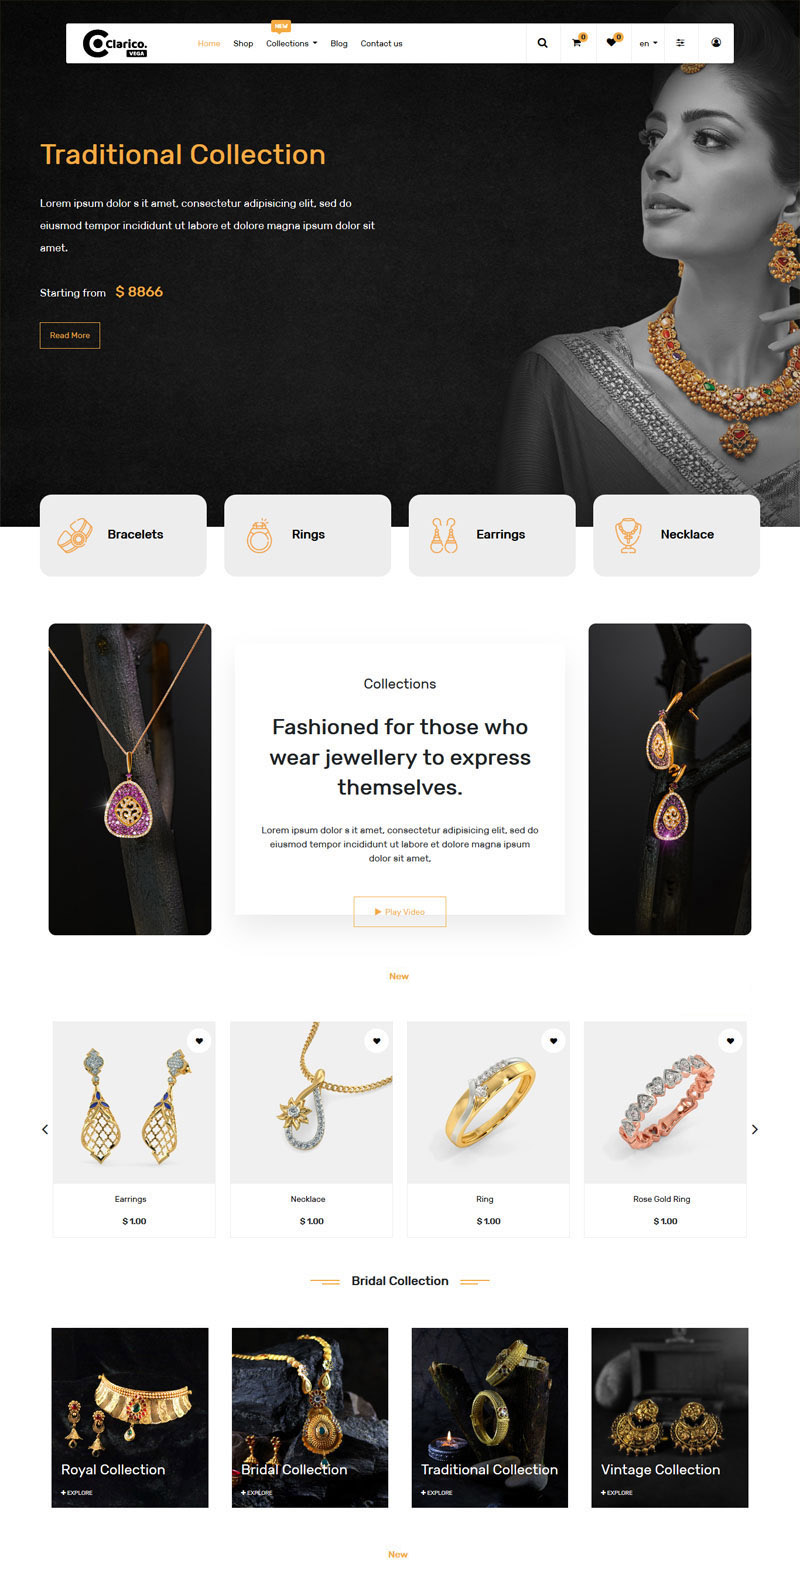 NEW
Clarico.
VEGA
Home Shop Collections Blog Contact us 0 0 en
Traditional Collection
Lorem ipsum dolor s it amet, consectetur adipisicing elit, sed do
eiusmod tempor incididunt ut labore et dolore magna ipsum dolor sit
amet.
Starting from $ 8866
Read More
Bracelets Rings Earrings Necklace
Collections
Fashioned for those who
wear jewellery to express
themselves.
Lorem ipsum dolor s it amet, consectetur adipisicing elit, sed do
eiusmod tempor incididunt ut labore et dolore magna ipsum
dolor sit amet,
Play Video
New
Earrings Necklace Ring Rose Gold Ring
$ 1.00 $ 1.00 $ 1.00 $ 1.00
Bridal Collection
Royal Collection Bridal Collection Traditional Collection Vintage Collection
+ EXPLORE + EXPLORE + EXPLORE + EXPLORE
New